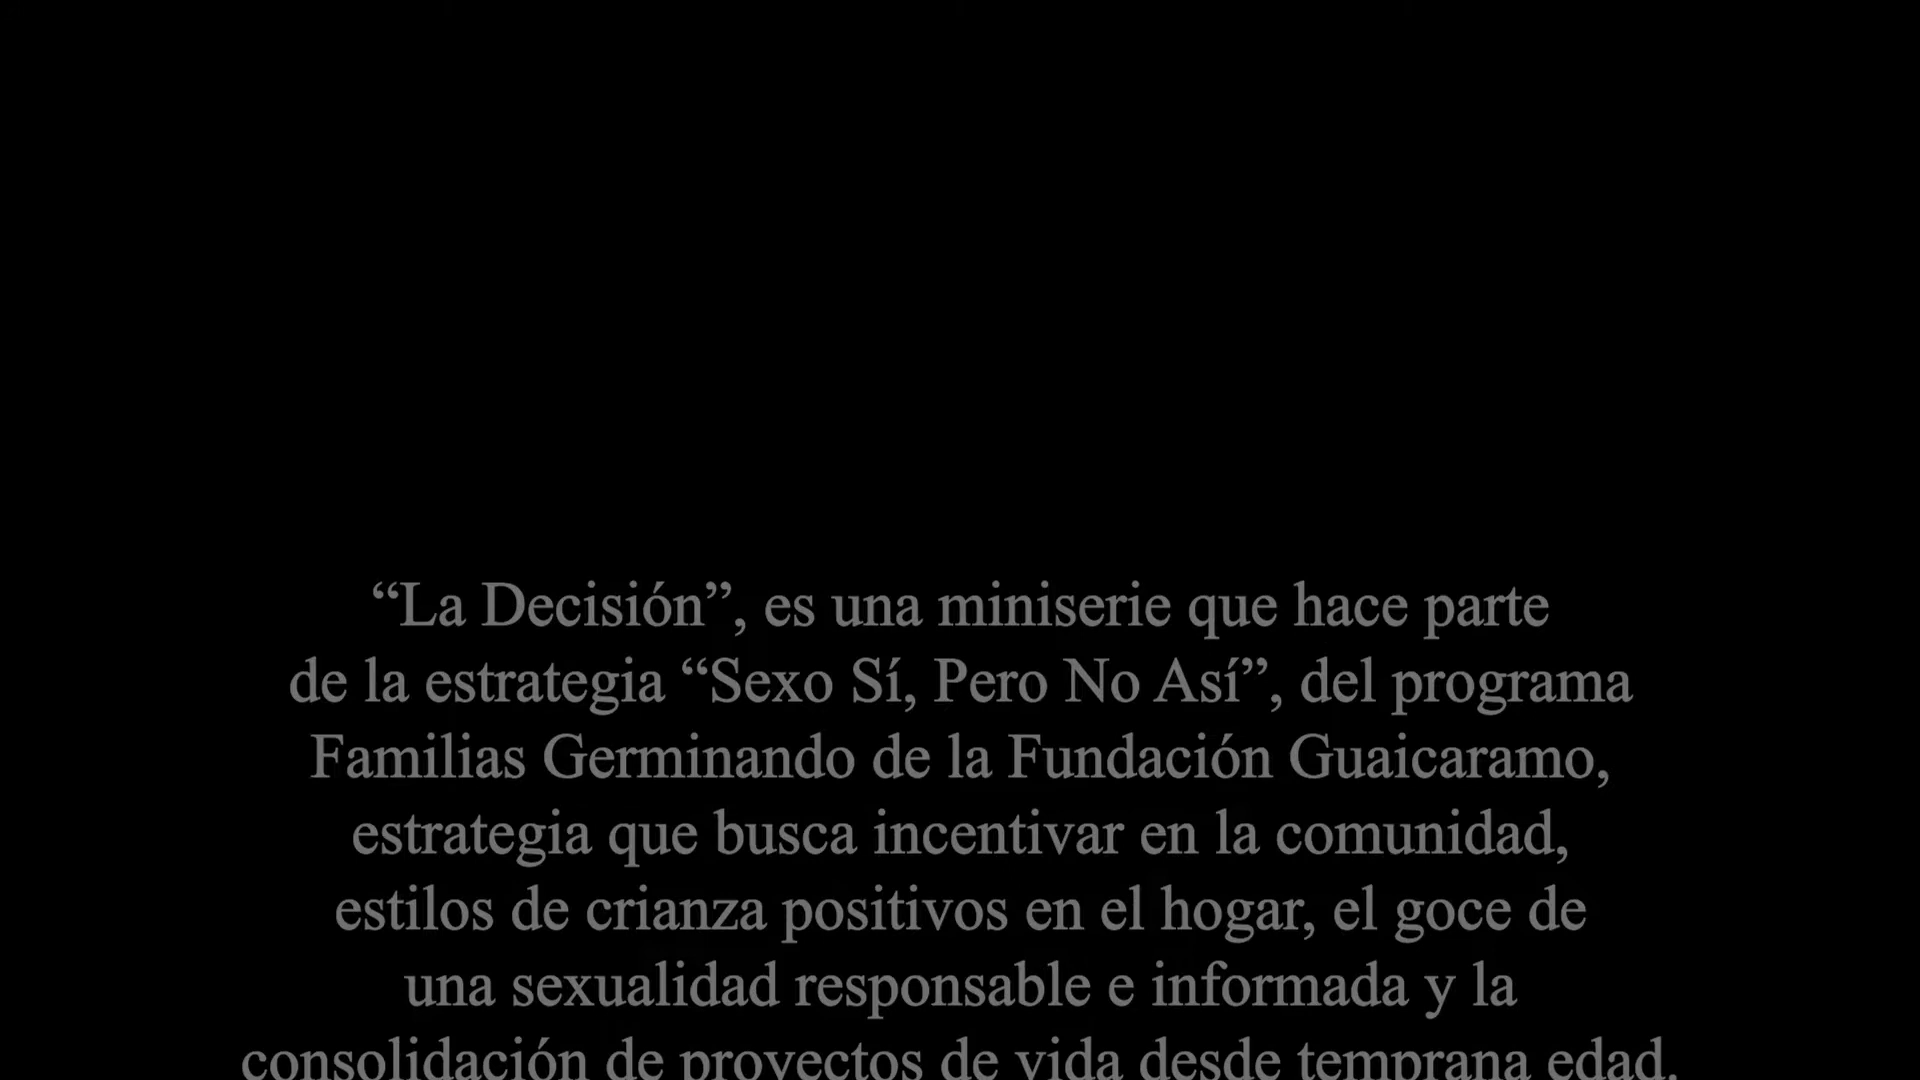 “La Decisión”, es una miniserie que hace parte
de la estrategia “Sexo Sí, Pero No Así”, del programa
Familias Germinando de la Fundación Guaicaramo,
estrategia que busca incentivar en la comunidad,
estilos de crianza positivos en el hogar, el goce de
una sexualidad responsable e informada y la
consolidación de proyectos de vida desde temprana edad.